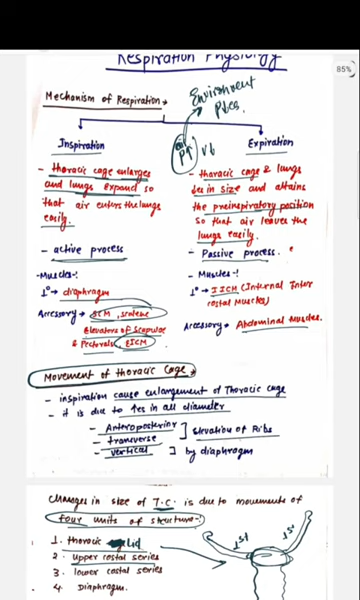 Respiration Physiology
85%
Mechanism of Respiration →
Environment
Pres.
Inspiration
Expiration
P↑ Vb
- thoracic cage enlarges
and lungs expand so
that air enters the lungs
easily.
- thoracic cage & lungs
↓es in size and attains
the preinspiratory position
so that air leaves the
lungs easily.
- active process
- Passive process.
- Muscles -:
1° → diaphragm
- Muscles -:
1° → IICM (Internal Inter
costal Muscles)
Accessory → SCM, scalene
Elevators of Scapulae
& Pectorals, EICM
Accessory → Abdominal Muscles.
Movement of Thoracic Cage →
- inspiration cause enlargement of Thoracic cage
- it is due to ↑es in all diameter
- Anteroposterior
- transverse
] Elevation of Ribs
- vertical ] by diaphragm
Changes in size of T.C. is due to movements of
four units of structure -:
1. thoracic lid
2. upper costal series
3. lower costal series
4. Diaphragm.
1st
1st